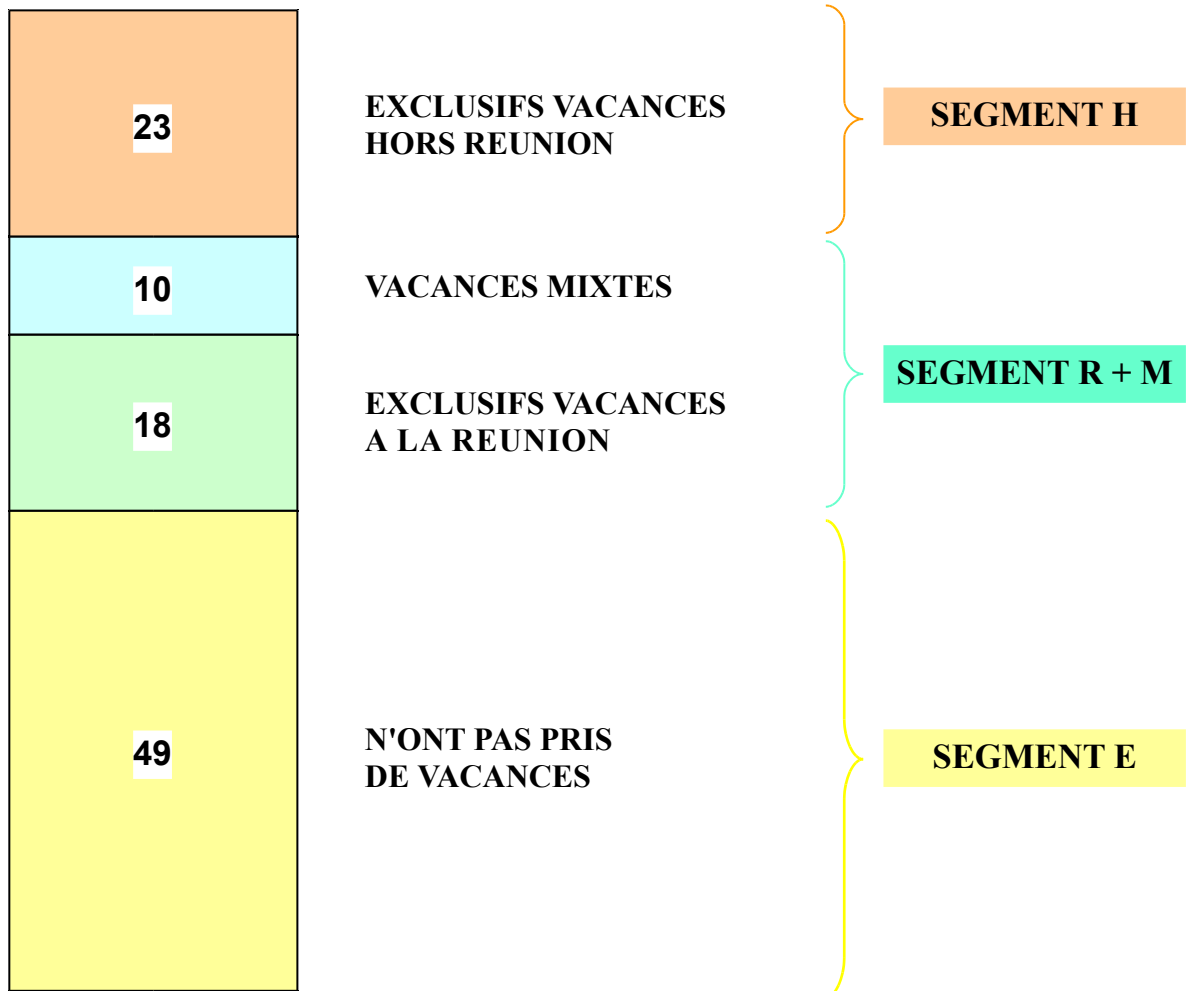 23
EXCLUSIFS VACANCES
HORS REUNION
SEGMENT H
10
VACANCES MIXTES
SEGMENT R + M
18
EXCLUSIFS VACANCES
A LA REUNION
49
N'ONT PAS PRIS
DE VACANCES
SEGMENT E